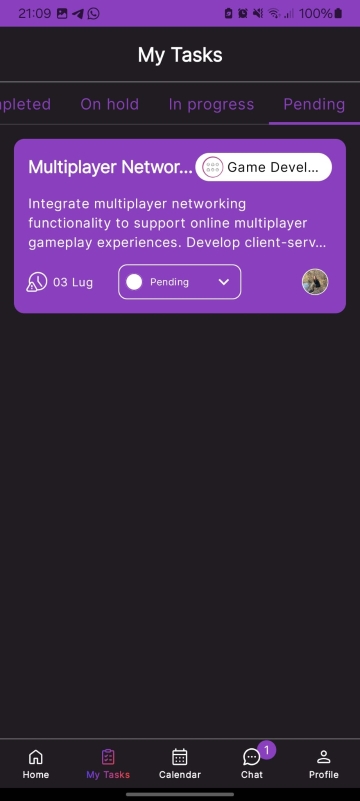 21:09 100%
My Tasks
mpleted On hold In progress Pending
Multiplayer Networ... Game Devel...
Integrate multiplayer networking
functionality to support online multiplayer
gameplay experiences. Develop client-serv...
03 Lug Pending
1
Home My Tasks Calendar Chat Profile